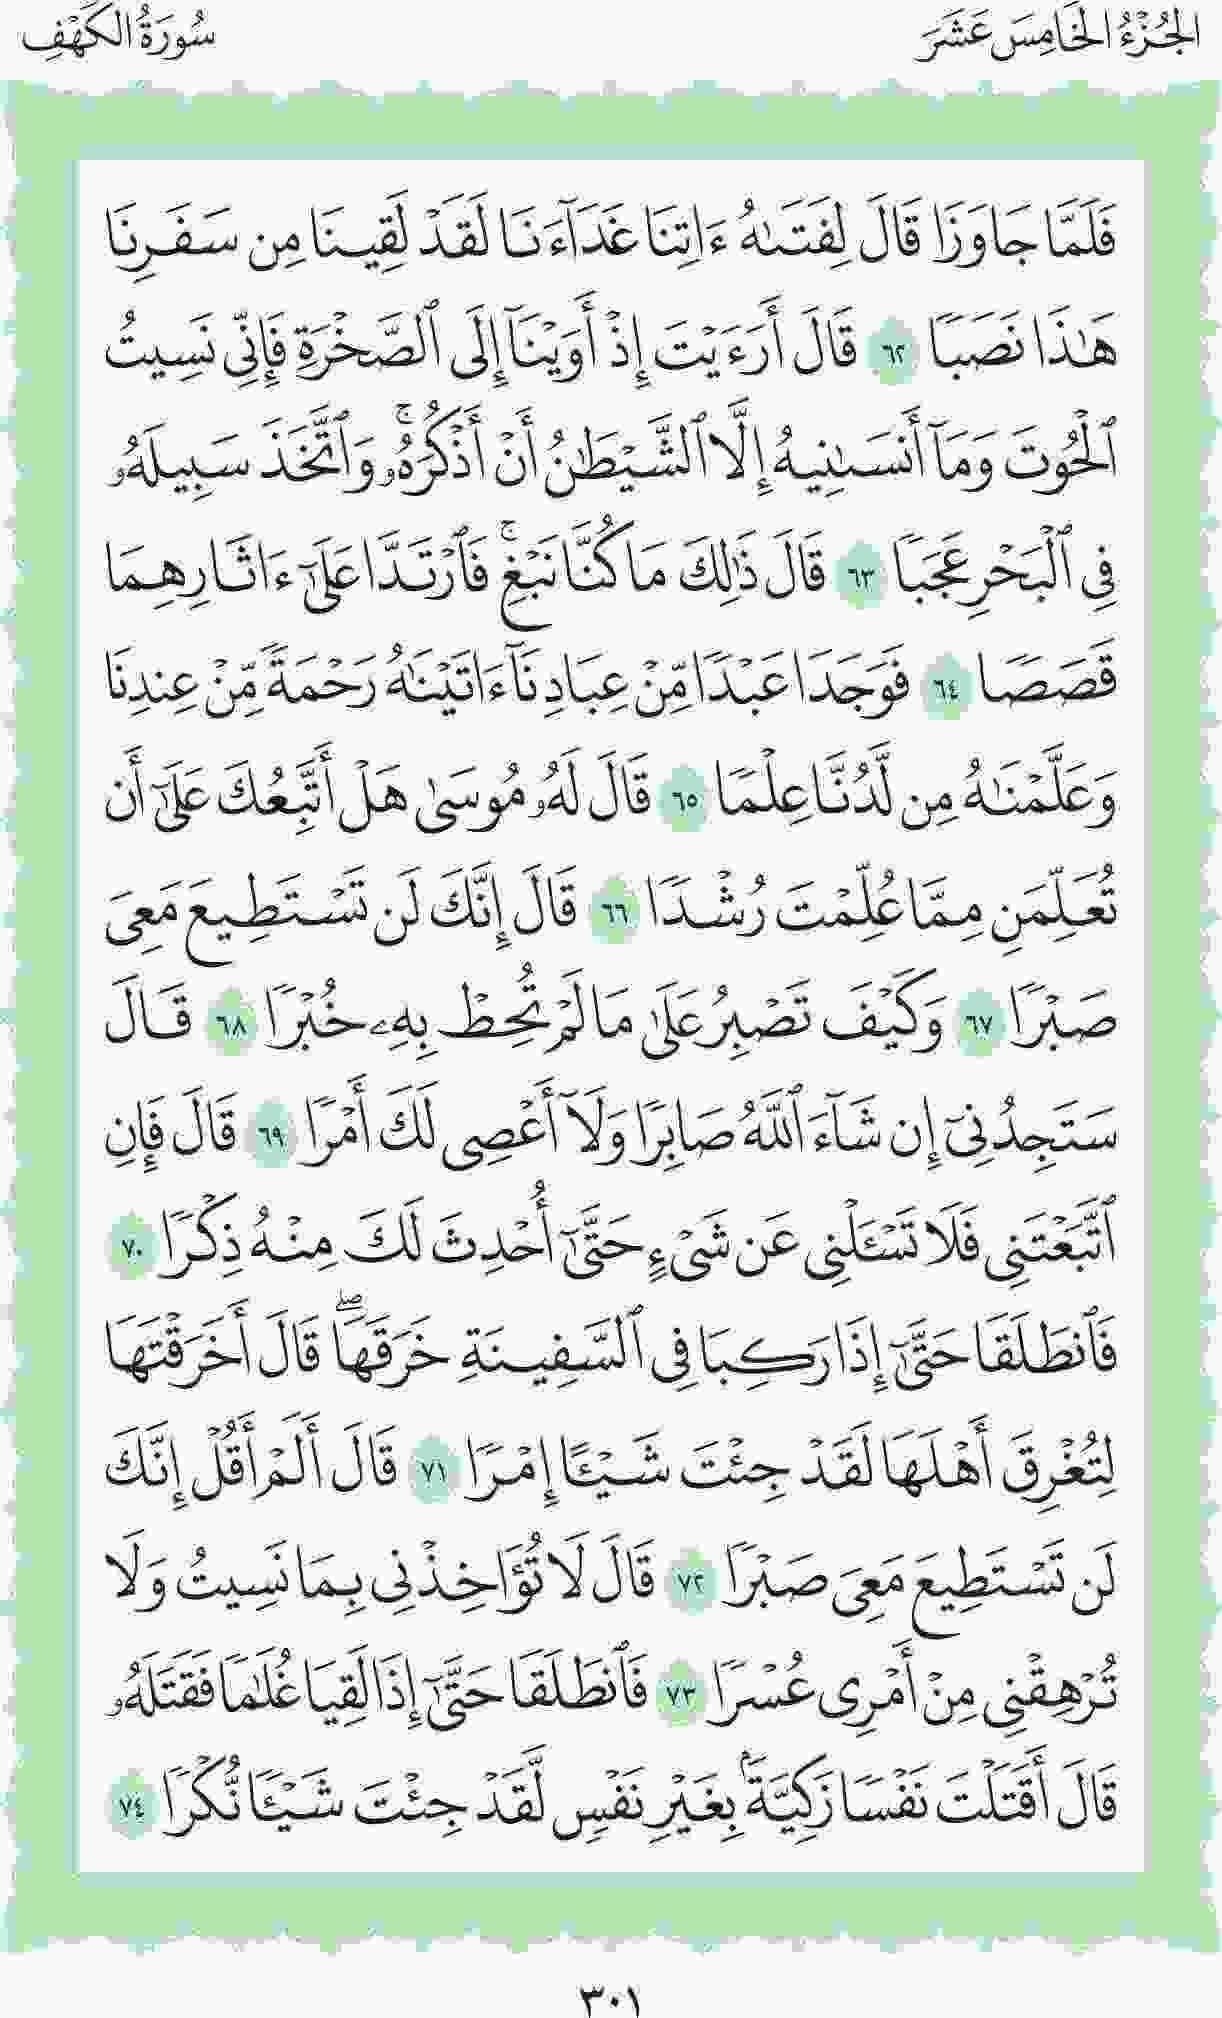 الجُزْءُ الخَامِسَ عَشَرَ
سُورَةُ الكَهْفِ
فَلَمَّا جَاوَزَا قَالَ لِفَتَىٰهُ ءَاتِنَا غَدَآءَنَا لَقَدْ لَقِينَا مِن سَفَرِنَا
هَٰذَا نَصَبًا ٦٢ قَالَ أَرَءَيْتَ إِذْ أَوَيْنَآ إِلَى ٱلصَّخْرَةِ فَإِنِّي نَسِيتُ
ٱلْحُوتَ وَمَآ أَنسَىٰنِيهُ إِلَّا ٱلشَّيْطَٰنُ أَنْ أَذْكُرَهُۥۚ وَٱتَّخَذَ سَبِيلَهُۥ
فِي ٱلْبَحْرِ عَجَبًا ٦٣ قَالَ ذَٰلِكَ مَا كُنَّا نَبْغِۚ فَٱرْتَدَّا عَلَىٰٓ ءَاثَارِهِمَا
قَصَصًا ٦٤ فَوَجَدَا عَبْدًا مِّنْ عِبَادِنَآ ءَاتَيْنَٰهُ رَحْمَةً مِّنْ عِندِنَا
وَعَلَّمْنَٰهُ مِن لَّدُنَّا عِلْمًا ٦٥ قَالَ لَهُۥ مُوسَىٰ هَلْ أَتَّبِعُكَ عَلَىٰٓ أَن
تُعَلِّمَنِ مِمَّا عُلِّمْتَ رُشْدًا ٦٦ قَالَ إِنَّكَ لَن تَسْتَطِيعَ مَعِيَ
صَبْرًا ٦٧ وَكَيْفَ تَصْبِرُ عَلَىٰ مَا لَمْ تُحِطْ بِهِۦ خُبْرًا ٦٨ قَالَ
سَتَجِدُنِيٓ إِن شَآءَ ٱللَّهُ صَابِرًا وَلَآ أَعْصِي لَكَ أَمْرًا ٦٩ قَالَ فَإِنِ
ٱتَّبَعْتَنِي فَلَا تَسْـَٔلْنِي عَن شَيْءٍ حَتَّىٰٓ أُحْدِثَ لَكَ مِنْهُ ذِكْرًا ٧٠
فَٱنطَلَقَا حَتَّىٰٓ إِذَا رَكِبَا فِي ٱلسَّفِينَةِ خَرَقَهَاۖ قَالَ أَخَرَقْتَهَا
لِتُغْرِقَ أَهْلَهَا لَقَدْ جِئْتَ شَيْـًٔا إِمْرًا ٧١ قَالَ أَلَمْ أَقُلْ إِنَّكَ
لَن تَسْتَطِيعَ مَعِيَ صَبْرًا ٧٢ قَالَ لَا تُؤَاخِذْنِي بِمَا نَسِيتُ وَلَا
تُرْهِقْنِي مِنْ أَمْرِي عُسْرًا ٧٣ فَٱنطَلَقَا حَتَّىٰٓ إِذَا لَقِيَا غُلَٰمًا فَقَتَلَهُۥ
قَالَ أَقَتَلْتَ نَفْسًا زَكِيَّةَۢ بِغَيْرِ نَفْسٍ لَّقَدْ جِئْتَ شَيْـًٔا نُّكْرًا ٧٤
٣٠١